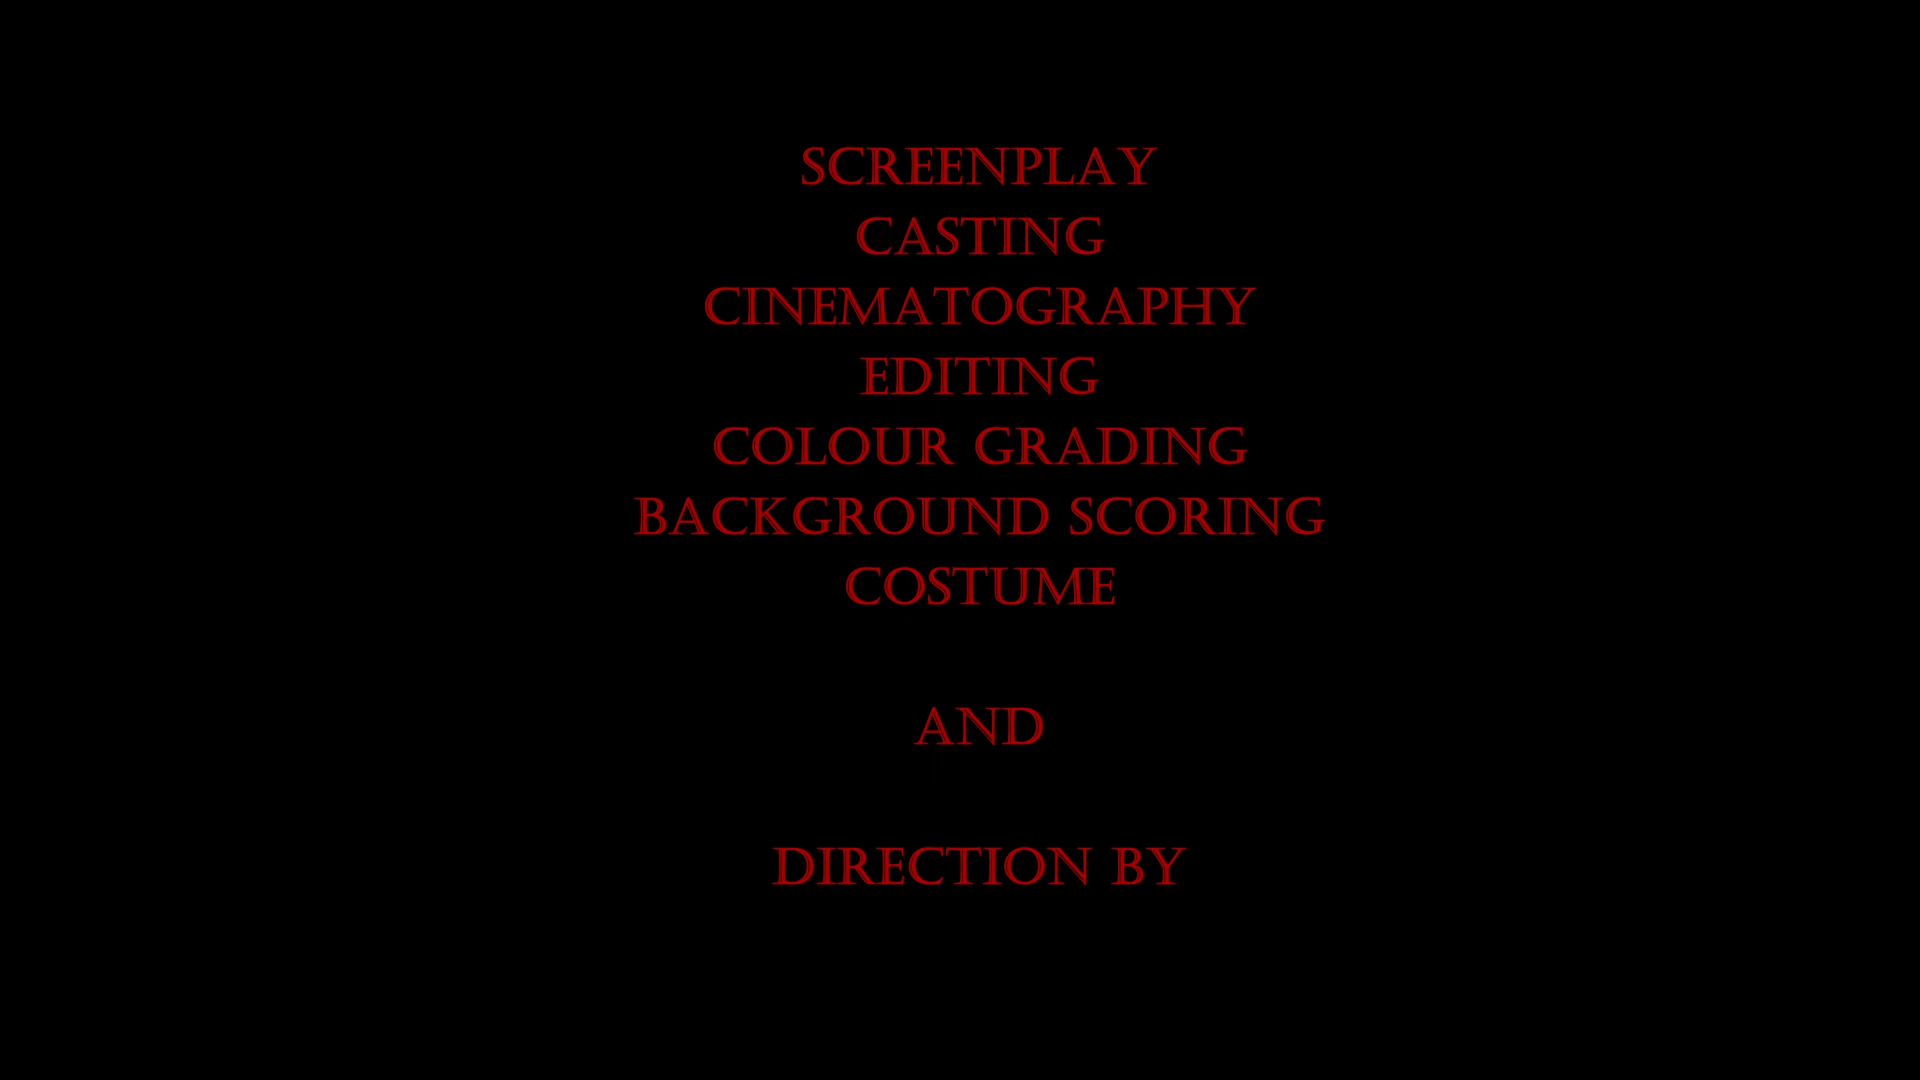 SCREENPLAY
CASTING
CINEMATOGRAPHY
EDITING
COLOUR GRADING
BACKGROUND SCORING
COSTUME
AND
DIRECTION BY